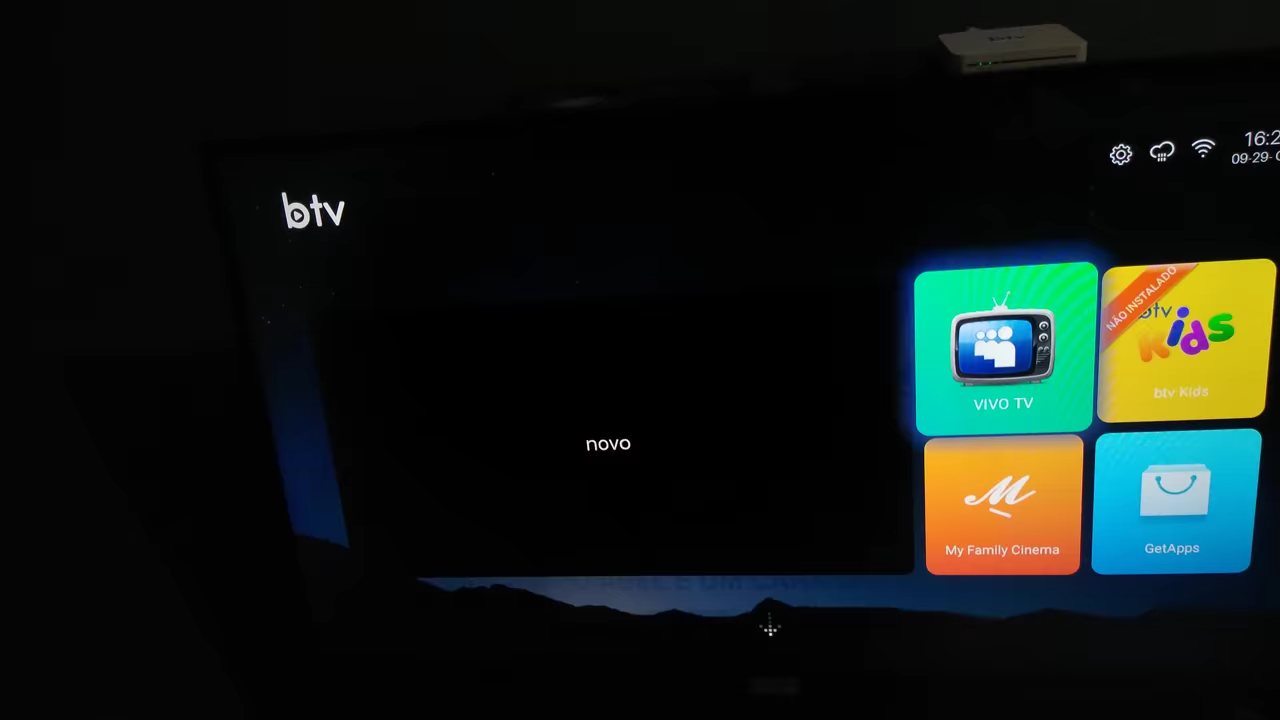 16:2
09-29-
btv
NÃO INSTALADO
btv
kids
VIVO TV
btv Kids
novo
My Family Cinema
GetApps